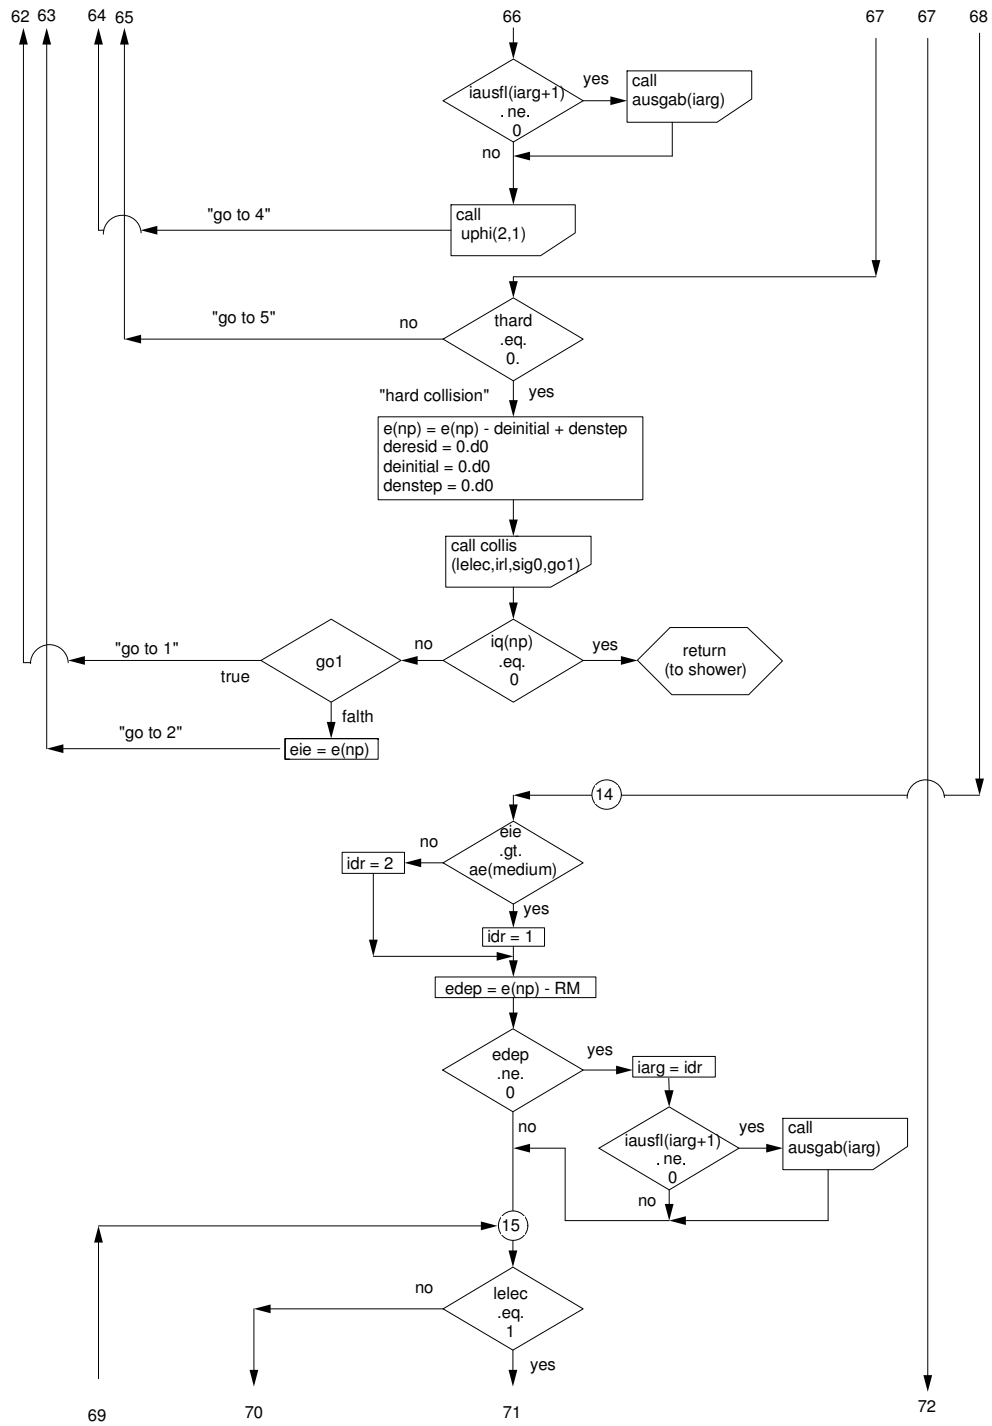 62 63 64 65 66 67 67 68
iausfl(iarg+1)
.ne.
0
yes
call
ausgab(iarg)
no
call
uphi(2,1)
"go to 4"
thard
.eq.
0.
no
"go to 5"
yes
"hard collision"
e(np) = e(np) - deinitial + denstep
deresid = 0.d0
deinitial = 0.d0
denstep = 0.d0
call collis
(lelec,irl,sig0,go1)
iq(np)
.eq.
0
yes
return
(to shower)
no
go1
"go to 1"
true
falth
eie = e(np)
"go to 2"
14
eie
.gt.
ae(medium)
no
idr = 2
yes
idr = 1
edep = e(np) - RM
edep
.ne.
0
yes
iarg = idr
no
iausfl(iarg+1)
.ne.
0
yes
call
ausgab(iarg)
no
15
lelec
.eq.
1
no
yes
69 70 71 72